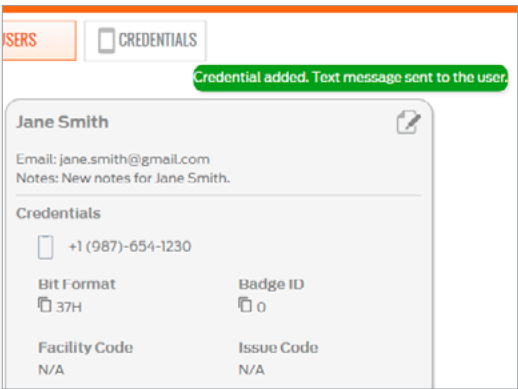 USERS
CREDENTIALS
Credential added. Text message sent to the user.
Jane Smith
Email: jane.smith@gmail.com
Notes: New notes for Jane Smith.
Credentials
+1 (987)-654-1230
Bit Format
Badge ID
37H
0
Facility Code
Issue Code
N/A
N/A